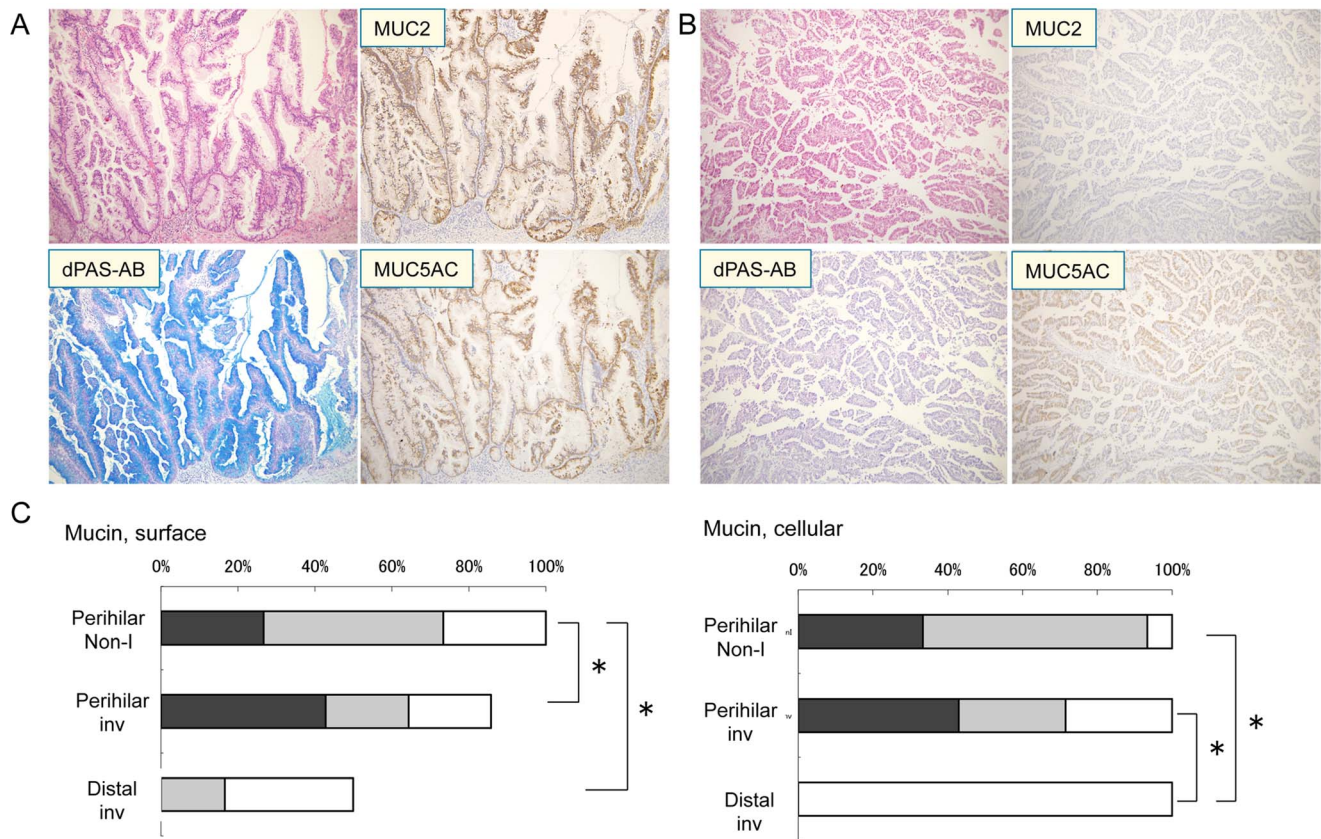 A
MUC2
dPAS-AB
MUC5AC
B
MUC2
dPAS-AB
MUC5AC
C
Mucin, surface
0% 20% 40% 60% 80% 100%
Perihilar
Non-I
Perihilar
inv
Distal
inv
*
*
Mucin, cellular
0% 20% 40% 60% 80% 100%
Perihilar
Non-I
Perihilar
inv
Distal
inv
*
*